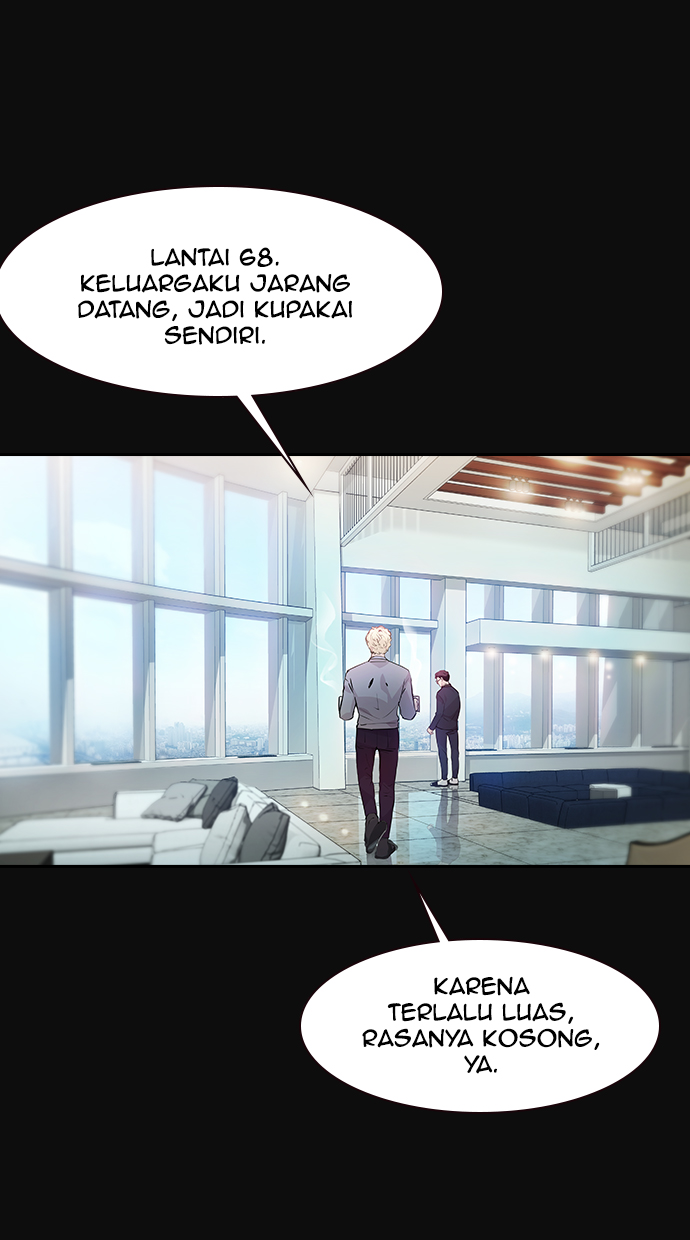 LANTAI 68.
KELUARGAKU JARANG
DATANG, JADI KUPAKAI
SENDIRI.
KARENA
TERLALU LUAS,
RASANYA KOSONG,
YA.